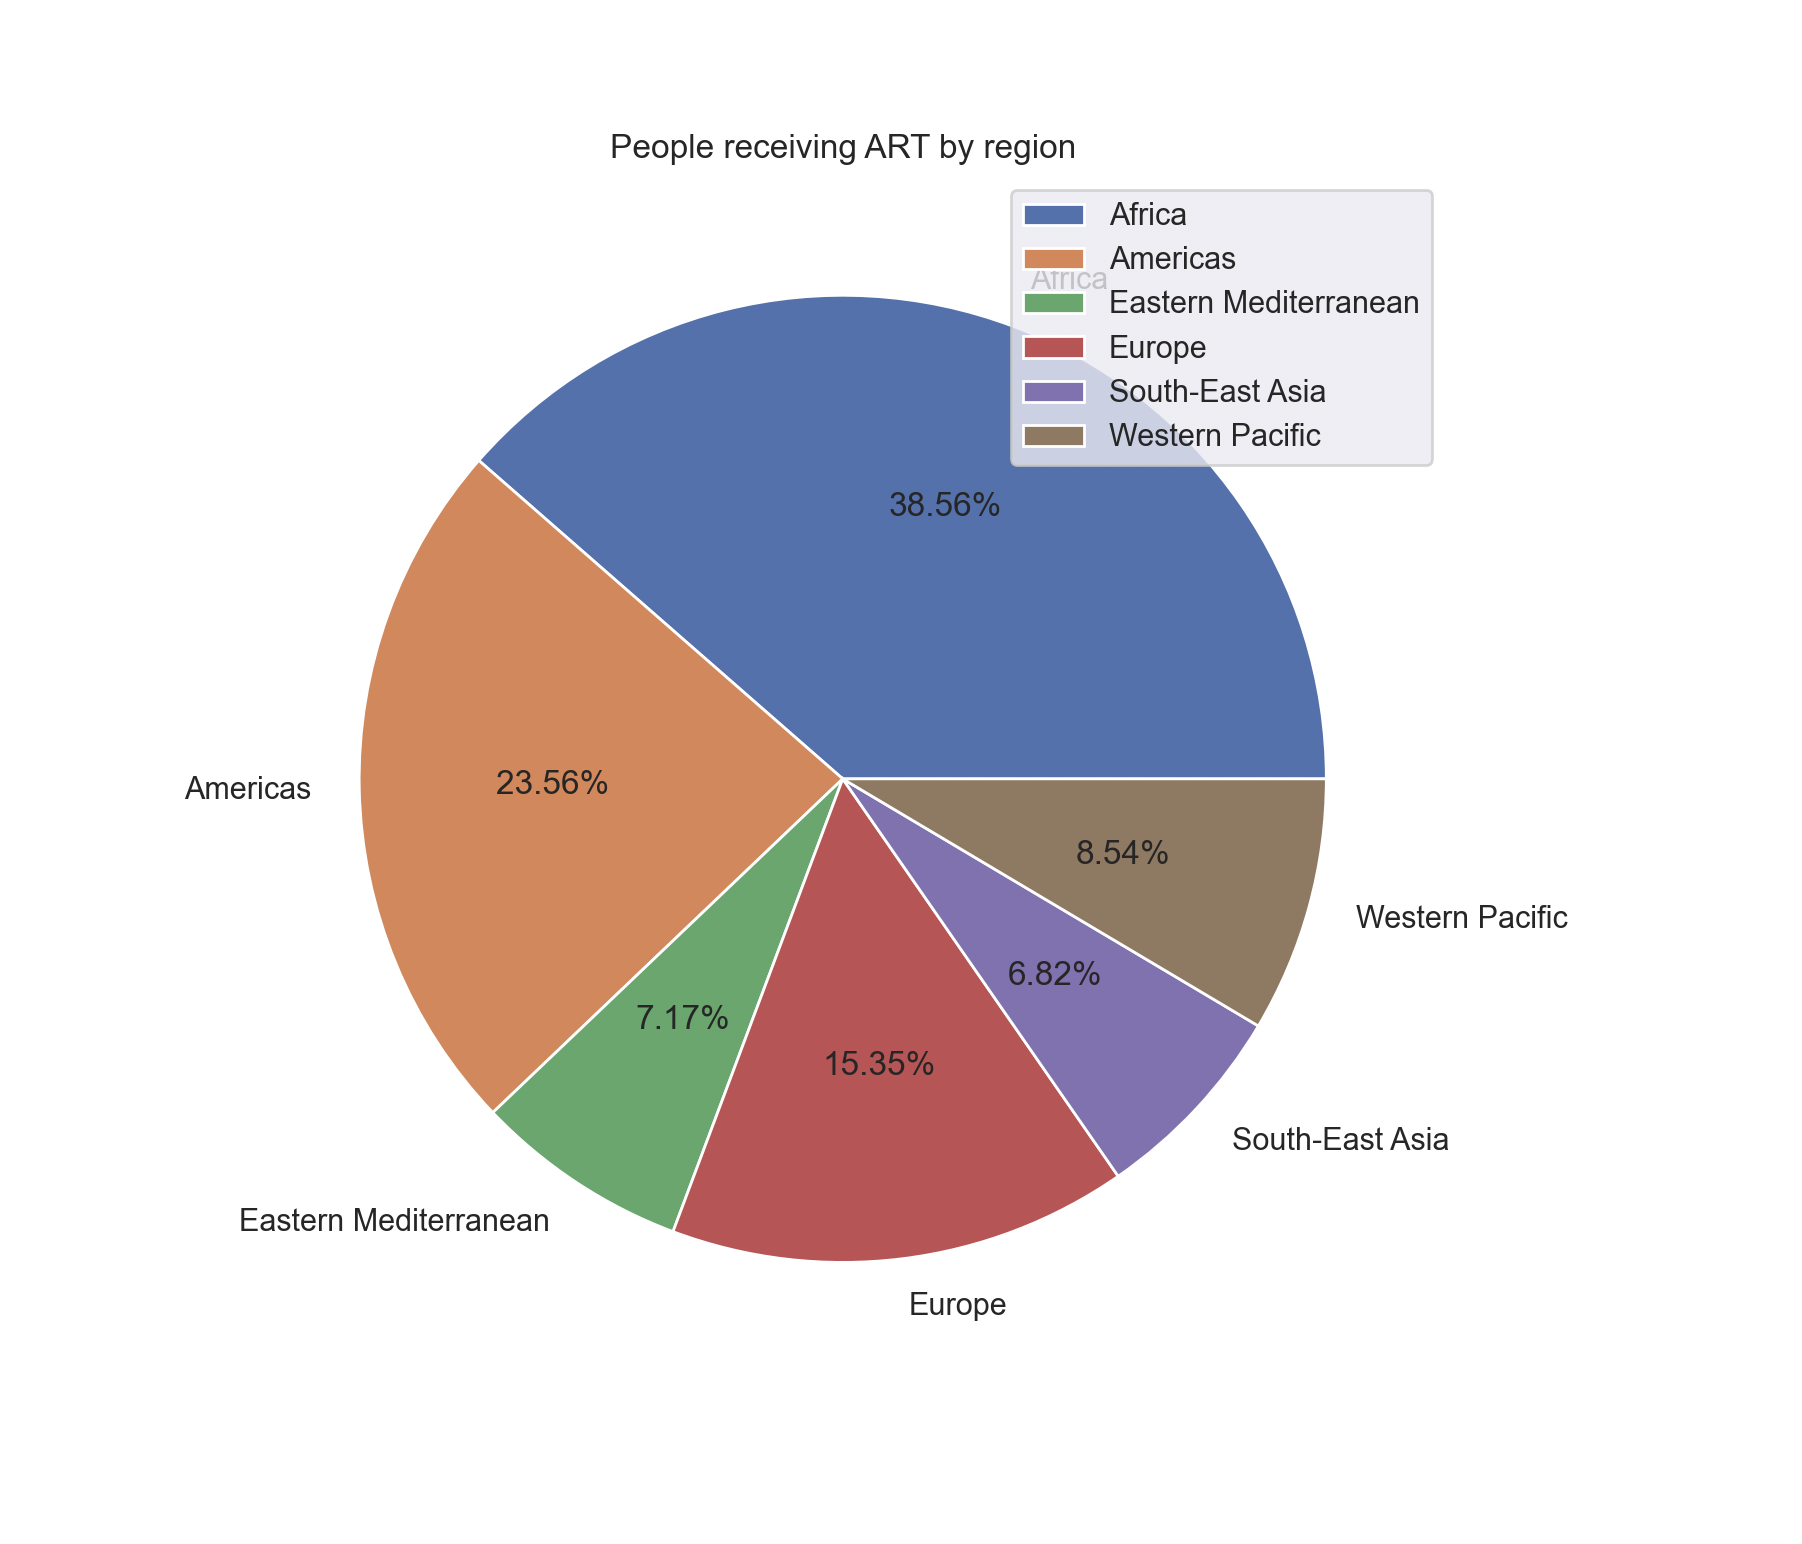 People receiving ART by region
Africa
Americas
Africa
Eastern Mediterranean
Europe
South-East Asia
Western Pacific
38.56%
Americas
23.56%
8.54%
Western Pacific
6.82%
7.17%
15.35%
South-East Asia
Eastern Mediterranean
Europe